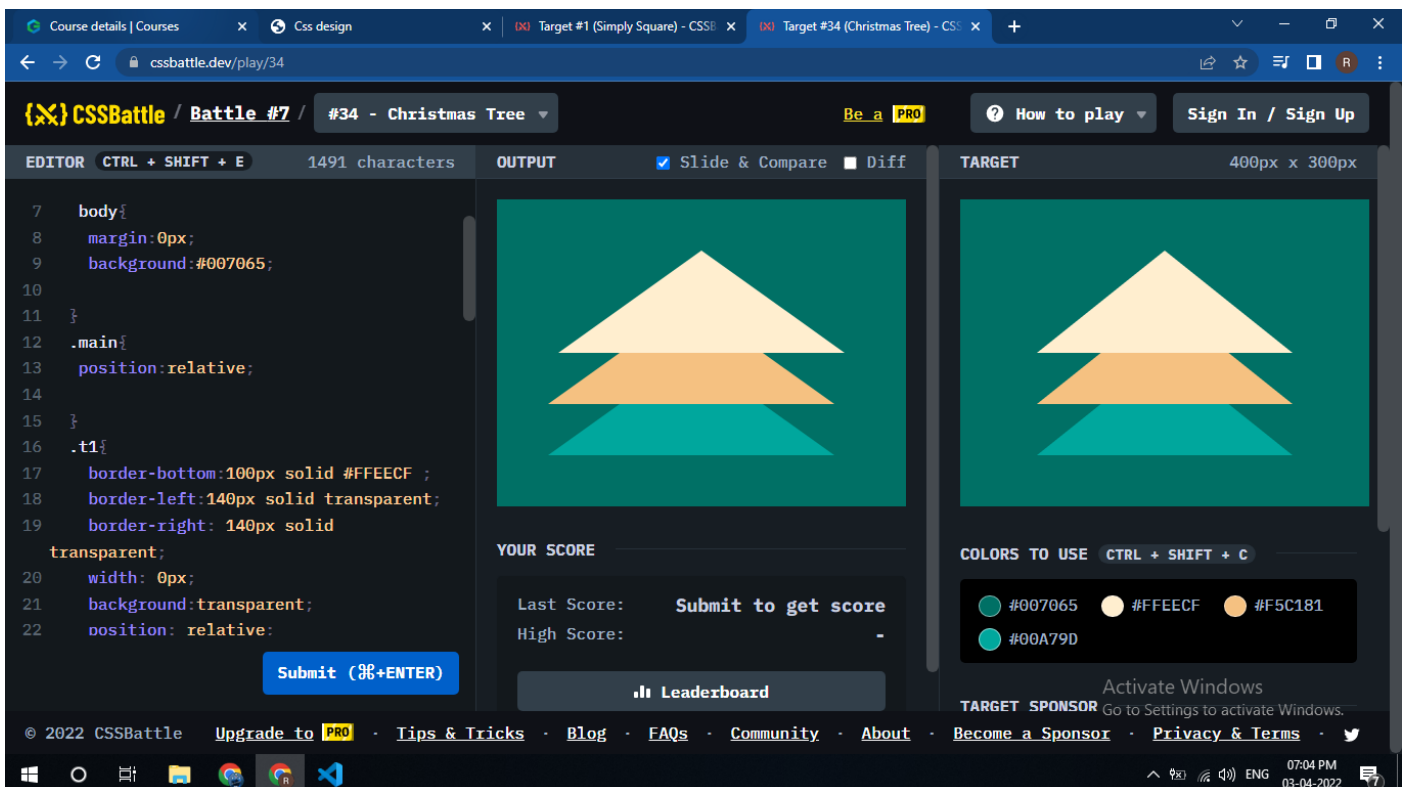 Course details | Courses
Css design
Target #1 (Simply Square) - CSSB
Target #34 (Christmas Tree) - CSS
cssbattle.dev/play/34
R
{X} CSSBattle / Battle #7 / #34 - Christmas Tree
Be a PRO
How to play
Sign In / Sign Up
EDITOR CTRL + SHIFT + E 1491 characters
7 body{
8 margin:0px;
9 background:#007065;
10
11 }
12 .main{
13 position:relative;
14
15 }
16 .t1{
17 border-bottom:100px solid #FFEECF ;
18 border-left:140px solid transparent;
19 border-right: 140px solid
transparent;
20 width: 0px;
21 background:transparent;
22 position: relative;
Submit (⌘+ENTER)
OUTPUT Slide & Compare Diff
YOUR SCORE
Last Score: Submit to get score
High Score: -
Leaderboard
TARGET 400px x 300px
COLORS TO USE CTRL + SHIFT + C
#007065 #FFEECF #F5C181
#00A79D
TARGET SPONSOR
Activate Windows
Go to Settings to activate Windows.
© 2022 CSSBattle Upgrade to PRO · Tips & Tricks · Blog · FAQs · Community · About · Become a Sponsor · Privacy & Terms ·
ENG
07:04 PM
03-04-2022
7